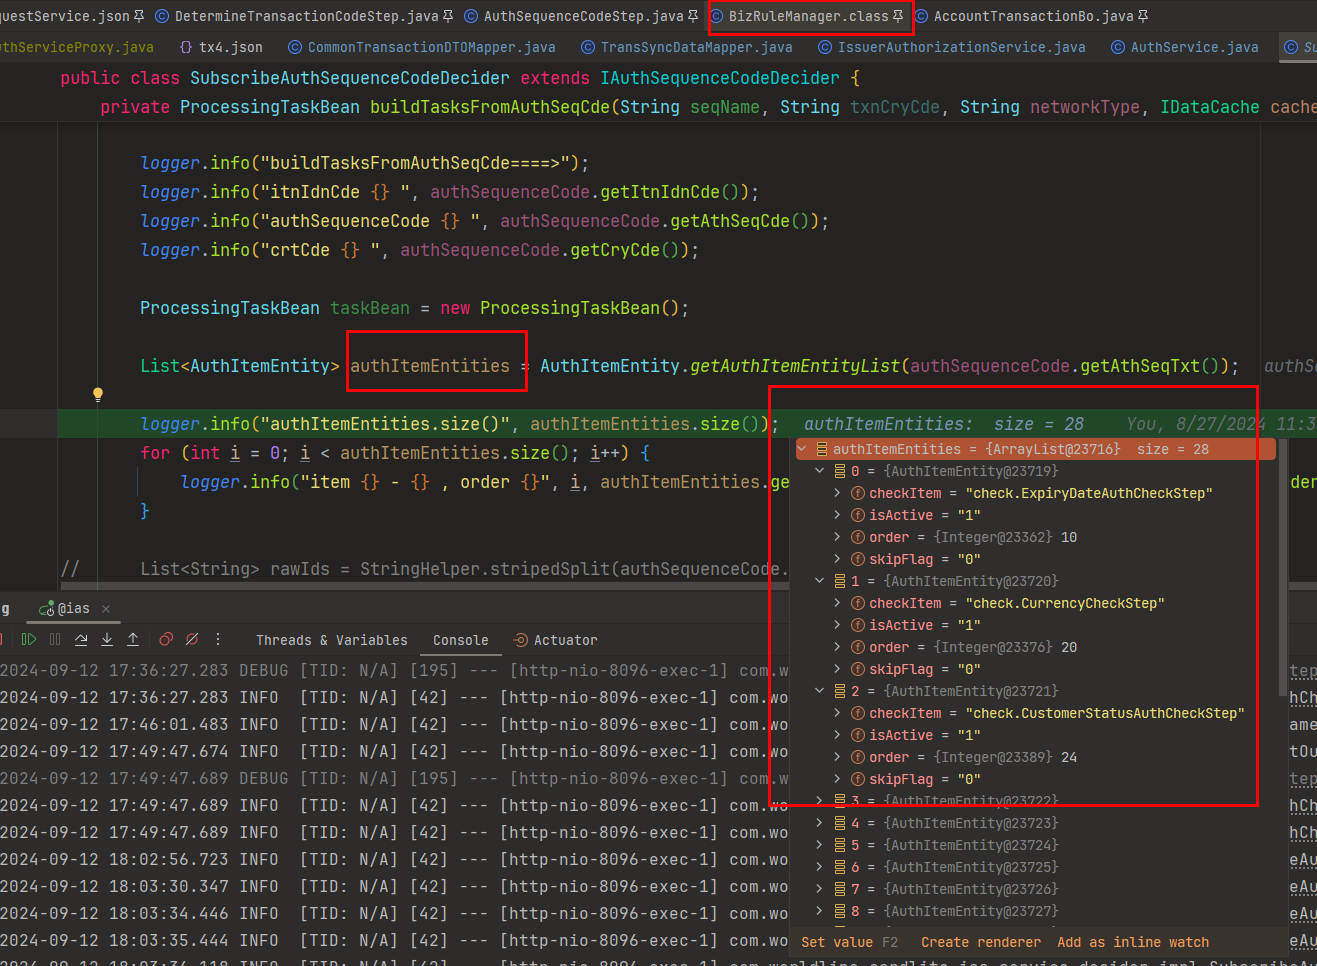 questService.json DetermineTransactionCodeStep.java AuthSequenceCodeStep.java BizRuleManager.class AccountTransactionBo.java
thServiceProxy.java tx4.json CommonTransactionDTOMapper.java TransSyncDataMapper.java IssuerAuthorizationService.java AuthService.java Su
public class SubscribeAuthSequenceCodeDecider extends IAuthSequenceCodeDecider {
private ProcessingTaskBean buildTasksFromAuthSeqCde(String seqName, String txnCryCde, String networkType, IDataCache cache
logger.info("buildTasksFromAuthSeqCde====>");
logger.info("itnIdnCde {} ", authSequenceCode.getItnIdnCde());
logger.info("authSequenceCode {} ", authSequenceCode.getAthSeqCde());
logger.info("crtCde {} ", authSequenceCode.getCryCde());
ProcessingTaskBean taskBean = new ProcessingTaskBean();
List<AuthItemEntity> authItemEntities = AuthItemEntity.getAuthItemEntityList(authSequenceCode.getAthSeqTxt()); authS
logger.info("authItemEntities.size()", authItemEntities.size()); authItemEntities: size = 28 You, 8/27/2024 11:3
for (int i = 0; i < authItemEntities.size(); i++) {
logger.info("item {} - {} , order {}", i, authItemEntities.ge der
}
// List<String> rawIds = StringHelper.stripedSplit(authSequenceCode.
authItemEntities = {ArrayList@23716} size = 28
0 = {AuthItemEntity@23719}
checkItem = "check.ExpiryDateAuthCheckStep"
isActive = "1"
order = {Integer@23362} 10
skipFlag = "0"
1 = {AuthItemEntity@23720}
checkItem = "check.CurrencyCheckStep"
isActive = "1"
order = {Integer@23376} 20
skipFlag = "0"
2 = {AuthItemEntity@23721}
checkItem = "check.CustomerStatusAuthCheckStep"
isActive = "1"
order = {Integer@23389} 24
skipFlag = "0"
3 = {AuthItemEntity@23722}
4 = {AuthItemEntity@23723}
5 = {AuthItemEntity@23724}
6 = {AuthItemEntity@23725}
7 = {AuthItemEntity@23726}
8 = {AuthItemEntity@23727}
Set value F2 Create renderer Add as inline watch
g @ias
Threads & Variables Console Actuator
2024-09-12 17:36:27.283 DEBUG [TID: N/A] [195] --- [http-nio-8096-exec-1] com.w tep
2024-09-12 17:36:27.283 INFO [TID: N/A] [42] --- [http-nio-8096-exec-1] com.wo hCh
2024-09-12 17:46:01.483 INFO [TID: N/A] [42] --- [http-nio-8096-exec-1] com.wo ame
2024-09-12 17:49:47.674 INFO [TID: N/A] [42] --- [http-nio-8096-exec-1] com.wo tOu
2024-09-12 17:49:47.689 DEBUG [TID: N/A] [195] --- [http-nio-8096-exec-1] com.w tep
2024-09-12 17:49:47.689 INFO [TID: N/A] [42] --- [http-nio-8096-exec-1] com.wo hCh
2024-09-12 17:49:47.689 INFO [TID: N/A] [42] --- [http-nio-8096-exec-1] com.wo hCh
2024-09-12 18:02:56.723 INFO [TID: N/A] [42] --- [http-nio-8096-exec-1] com.wo eAu
2024-09-12 18:03:30.347 INFO [TID: N/A] [42] --- [http-nio-8096-exec-1] com.wo eAu
2024-09-12 18:03:34.446 INFO [TID: N/A] [42] --- [http-nio-8096-exec-1] com.wo eAu
2024-09-12 18:03:35.444 INFO [TID: N/A] [42] --- [http-nio-8096-exec-1] com.wo eAu